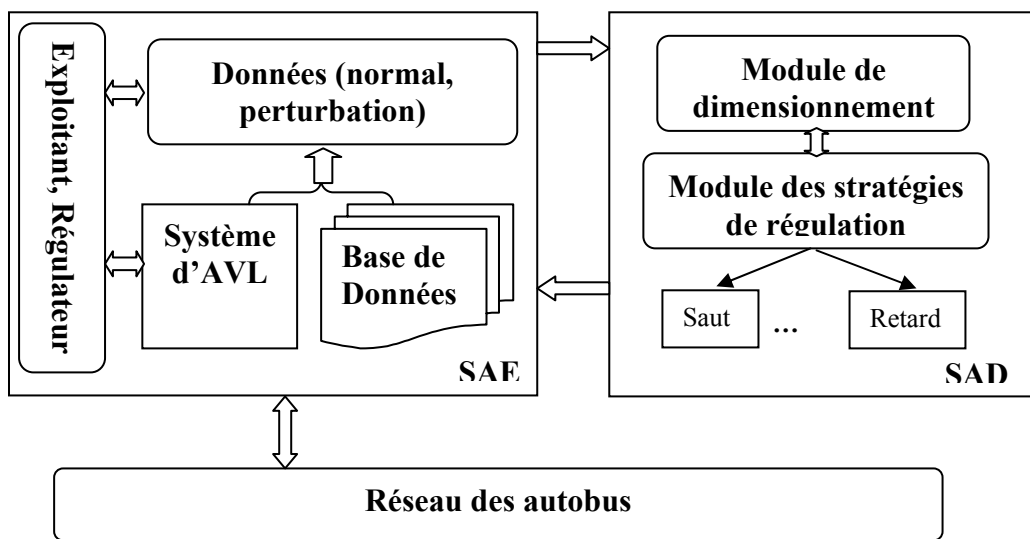 Exploitant, Régulateur
Données (normal,
perturbation)
Système
d’AVL
Base de
Données
SAE
Module de
dimensionnement
Module des stratégies
de régulation
Saut
...
Retard
SAD
Réseau des autobus